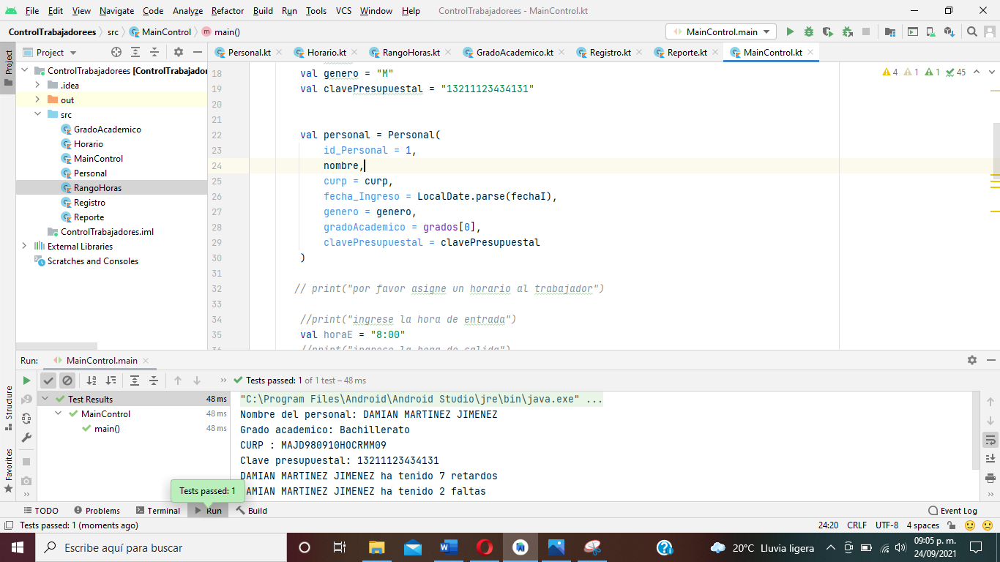 File Edit View Navigate Code Analyze Refactor Build Run Tools VCS Window Help ControlTrabajadorees - MainControl.kt
ControlTrabajadorees src MainControl main() MainControl.main
Project Personal.kt Horario.kt RangoHoras.kt GradoAcademico.kt Registro.kt Reporte.kt MainControl.kt
Project
ControlTrabajadorees [ControlTrabajador
.idea
out
src
GradoAcademico
Horario
MainControl
Personal
RangoHoras
Registro
Reporte
ControlTrabajadores.iml
External Libraries
Scratches and Consoles
4 1 1 45
18 val genero = "M"
19 val clavePresupuestal = "13211123434131"
20
21
22 val personal = Personal(
23 id_Personal = 1,
24 nombre,
25 curp = curp,
26 fecha_Ingreso = LocalDate.parse(fechaI),
27 genero = genero,
28 gradoAcademico = grados[0],
29 clavePresupuestal = clavePresupuestal
30 )
31
32 // print("por favor asigne un horario al trabajador")
33
34 //print("ingrese la hora de entrada")
35 val horaE = "8:00"
36 //print("ingrese la hora de salida")
Run: MainControl.main
Tests passed: 1 of 1 test – 48 ms
Test Results 48 ms
MainControl 48 ms
main() 48 ms
"C:\Program Files\Android\Android Studio\jre\bin\java.exe" ...
Nombre del personal: DAMIAN MARTINEZ JIMENEZ
Grado academico: Bachillerato
CURP : MAJD980910HOCRMM09
Clave presupuestal: 13211123434131
DAMIAN MARTINEZ JIMENEZ ha tenido 7 retardos
DAMIAN MARTINEZ JIMENEZ ha tenido 2 faltas
Structure
Favorites
Tests passed: 1
TODO Problems Terminal Run Build Event Log
Tests passed: 1 (moments ago) 24:20 CRLF UTF-8 4 spaces
Escribe aquí para buscar
20°C Lluvia ligera
09:05 p. m.
24/09/2021